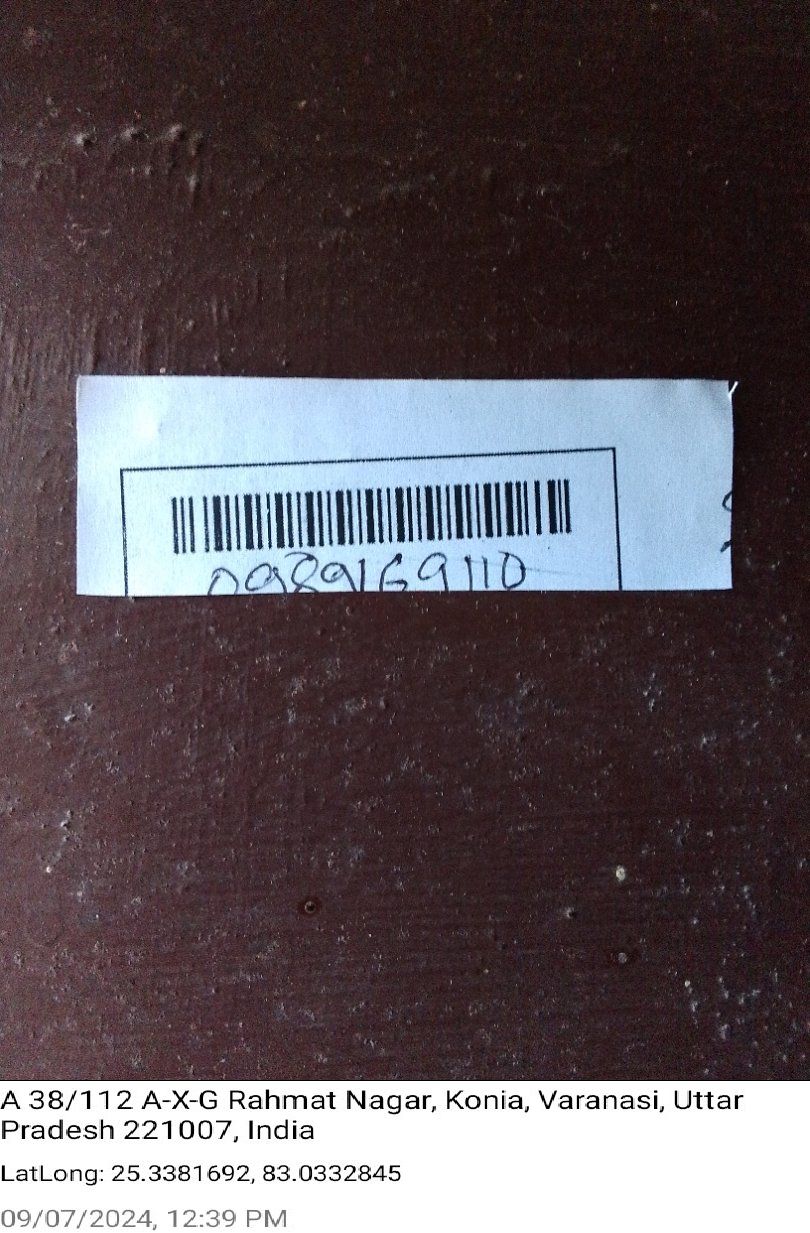 0989169110
A 38/112 A-X-G Rahmat Nagar, Konia, Varanasi, Uttar
Pradesh 221007, India
LatLong: 25.3381692, 83.0332845
09/07/2024, 12:39 PM